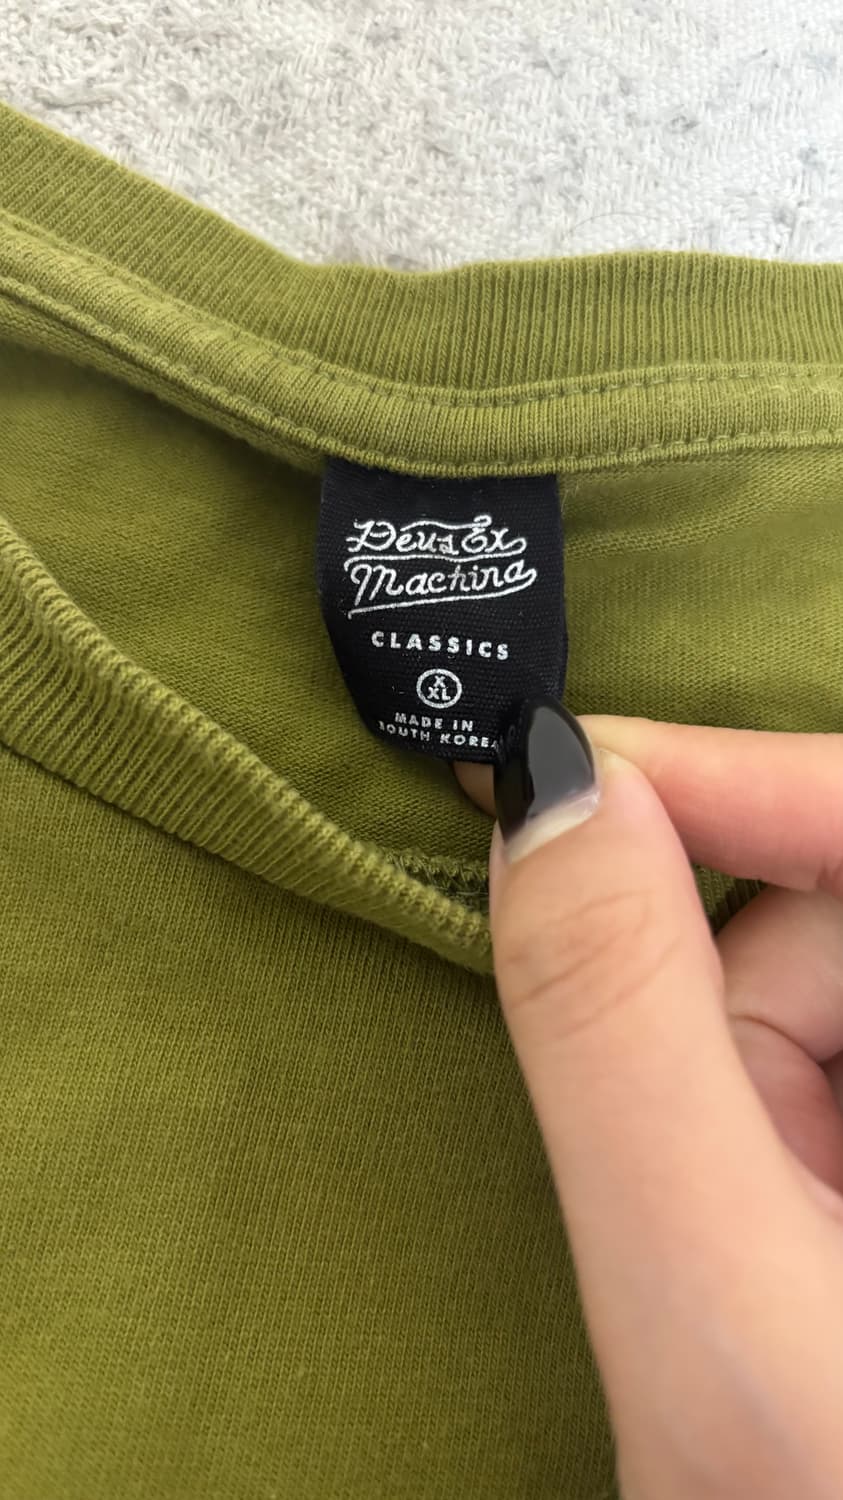 Deus Ex
Machina
CLASSICS
X
XL
MADE IN
SOUTH KOREA